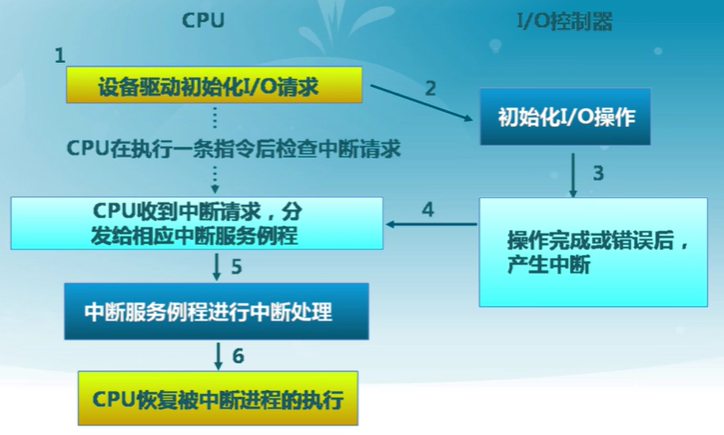 CPU
I/O控制器
1
设备驱动初始化I/O请求
2
初始化I/O操作
CPU在执行一条指令后检查中断请求
3
CPU收到中断请求，分
发给相应中断服务例程
4
操作完成或错误后，
产生中断
5
中断服务例程进行中断处理
6
CPU恢复被中断进程的执行